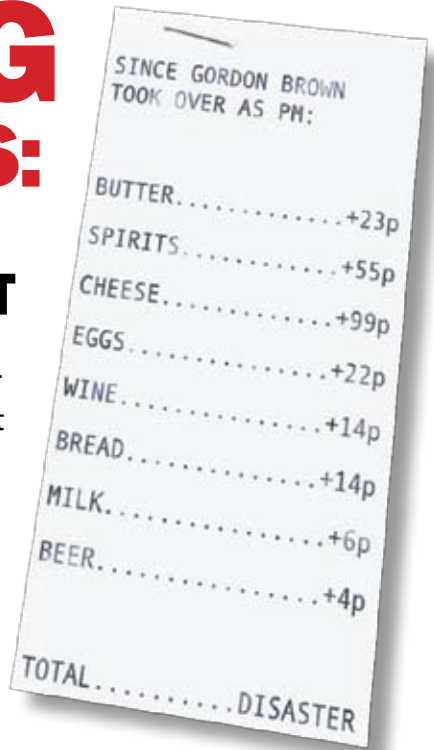 G
S:
T
t
SINCE GORDON BROWN
TOOK OVER AS PM:
BUTTER..............+23p
SPIRITS............+55p
CHEESE.............+99p
EGGS...............+22p
WINE...............+14p
BREAD..............+14p
MILK................+6p
BEER................+4p
TOTAL..........DISASTER